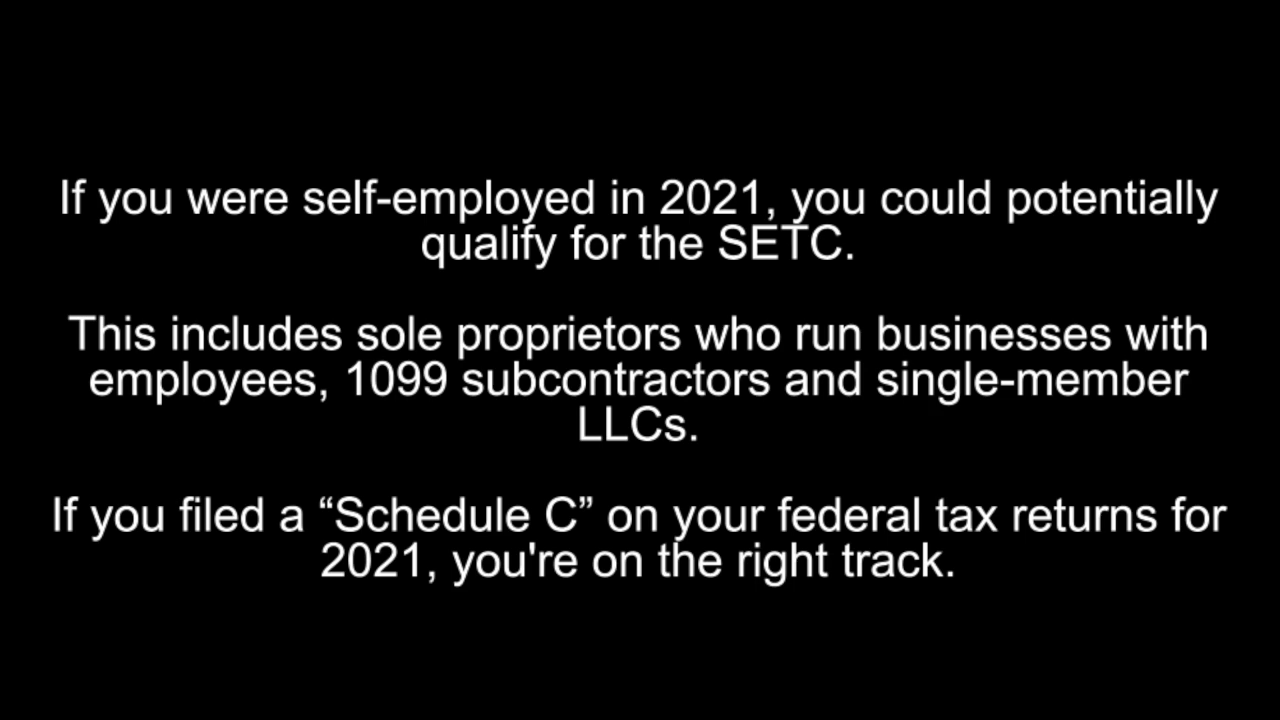 If you were self-employed in 2021, you could potentially
qualify for the SETC.
This includes sole proprietors who run businesses with
employees, 1099 subcontractors and single-member
LLCs.
If you filed a “Schedule C” on your federal tax returns for
2021, you're on the right track.